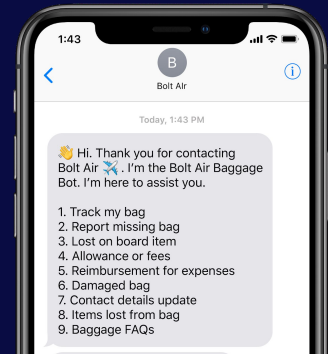 1:43
B
Bolt AIr
Today, 1:43 PM
👋 Hi. Thank you for contacting
Bolt Air ✈️ . I'm the Bolt Air Baggage
Bot. I'm here to assist you.
1. Track my bag
2. Report missing bag
3. Lost on board item
4. Allowance or fees
5. Reimbursement for expenses
6. Damaged bag
7. Contact details update
8. Items lost from bag
9. Baggage FAQs